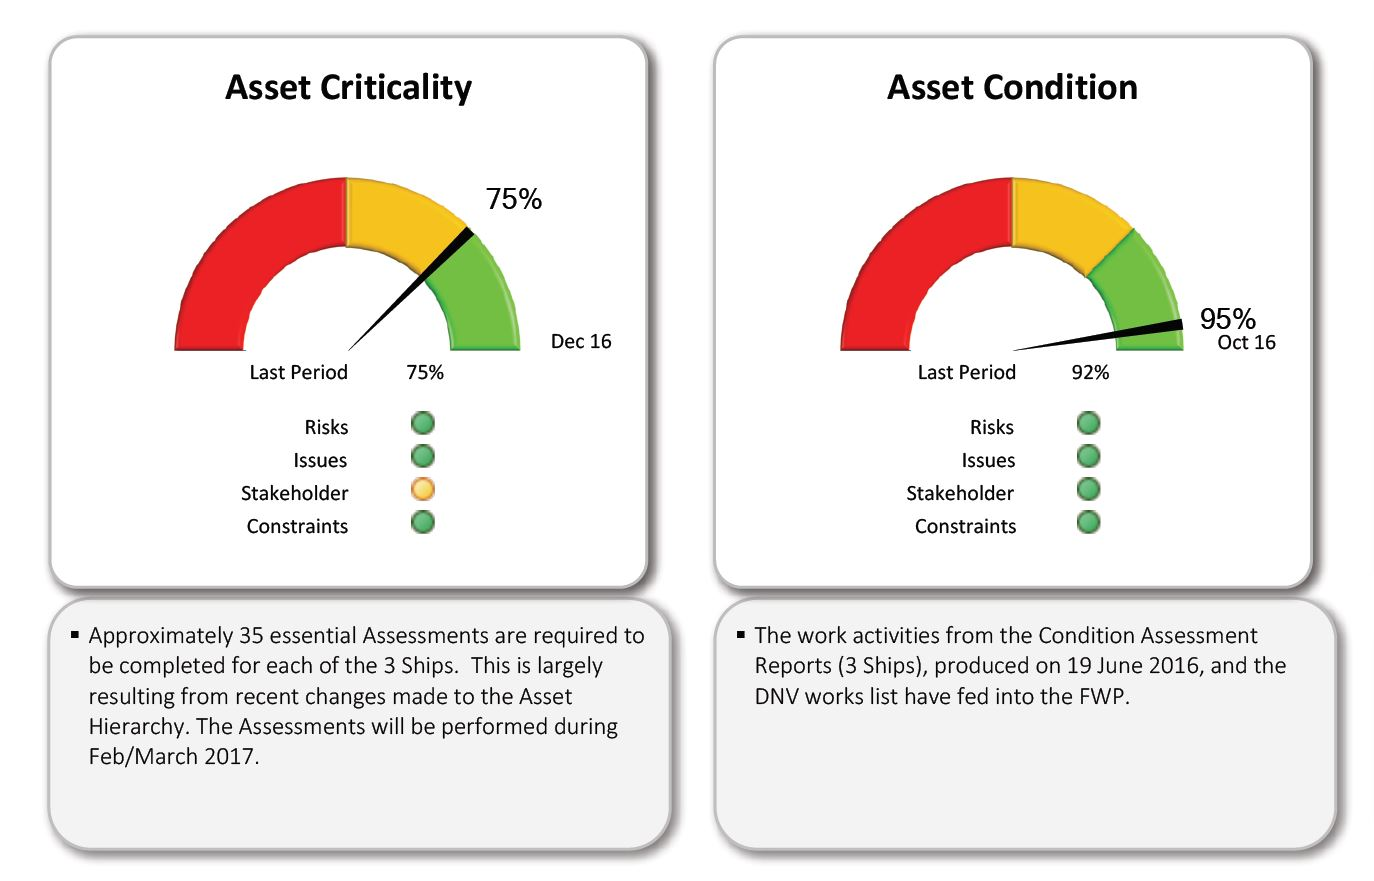 Asset Criticality
75%
Dec 16
Last Period 75%
Risks
Issues
Stakeholder
Constraints
▪ Approximately 35 essential Assessments are required to
be completed for each of the 3 Ships.  This is largely
resulting from recent changes made to the Asset
Hierarchy. The Assessments will be performed during
Feb/March 2017.
Asset Condition
95%
Oct 16
Last Period 92%
Risks
Issues
Stakeholder
Constraints
▪ The work activities from the Condition Assessment
Reports (3 Ships), produced on 19 June 2016, and the
DNV works list have fed into the FWP.